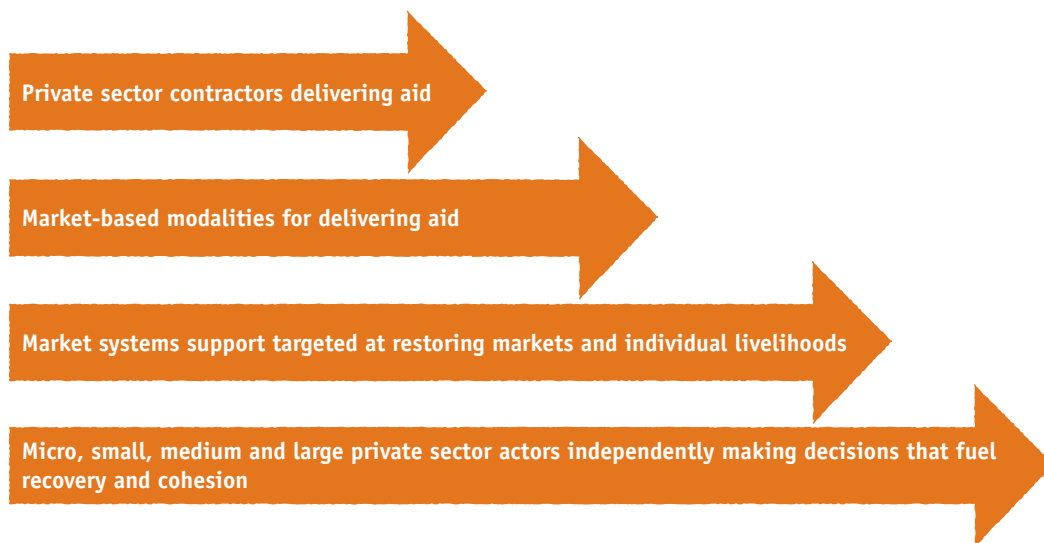 Private sector contractors delivering aid
Market-based modalities for delivering aid
Market systems support targeted at restoring markets and individual livelihoods
Micro, small, medium and large private sector actors independently making decisions that fuel
recovery and cohesion